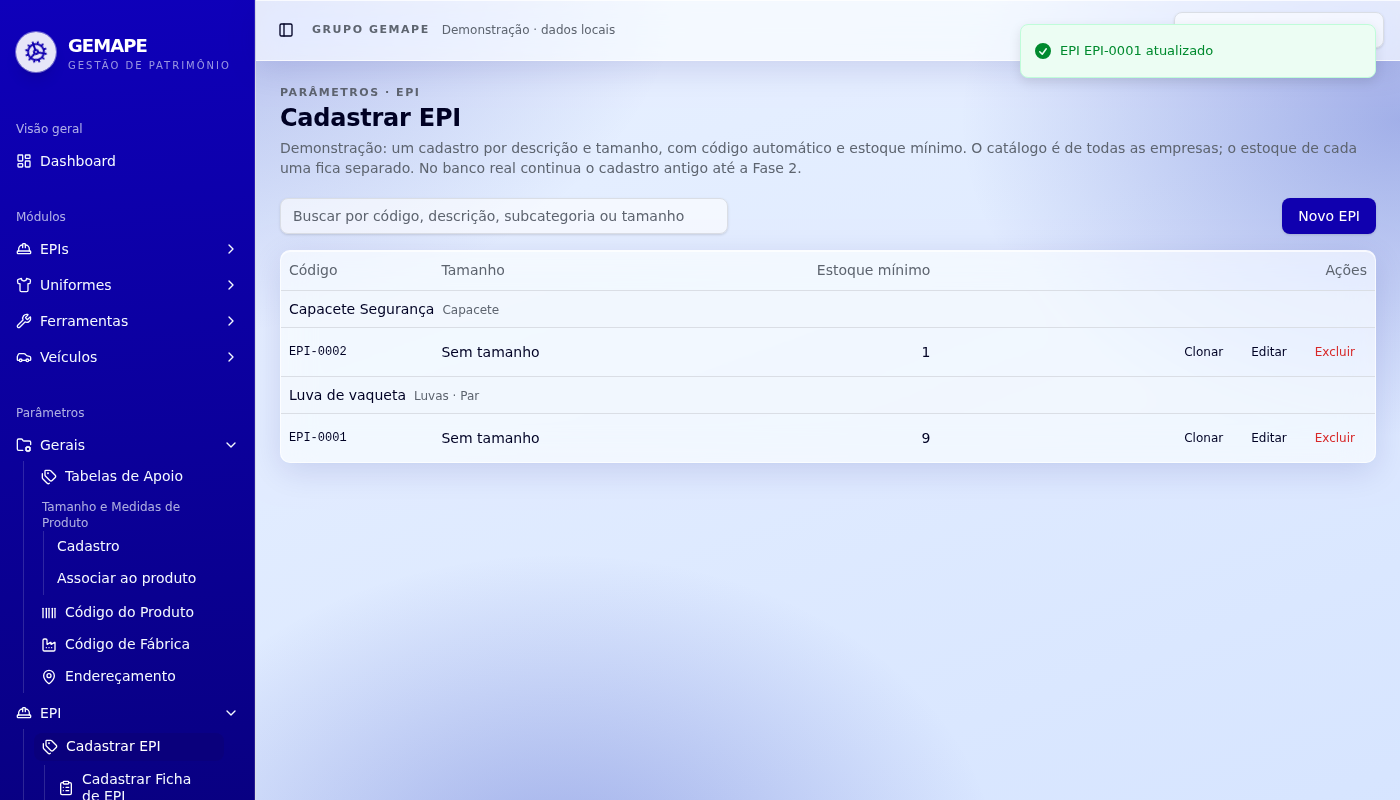 GEMAPE
GESTÃO DE PATRIMÔNIO
Visão geral
Dashboard
Módulos
EPIs
Uniformes
Ferramentas
Veículos
Parâmetros
Gerais
Tabelas de Apoio
Tamanho e Medidas de
Produto
Cadastro
Associar ao produto
Código do Produto
Código de Fábrica
Endereçamento
EPI
Cadastrar EPI
Cadastrar Ficha
de EPI
GRUPO GEMAPE Demonstração · dados locais
EPI EPI-0001 atualizado
PARÂMETROS · EPI
Cadastrar EPI
Demonstração: um cadastro por descrição e tamanho, com código automático e estoque mínimo. O catálogo é de todas as empresas; o estoque de cada
uma fica separado. No banco real continua o cadastro antigo até a Fase 2.
Buscar por código, descrição, subcategoria ou tamanho
Novo EPI
Código Tamanho Estoque mínimo Ações
Capacete Segurança Capacete
EPI-0002 Sem tamanho 1 Clonar Editar Excluir
Luva de vaqueta Luvas · Par
EPI-0001 Sem tamanho 9 Clonar Editar Excluir